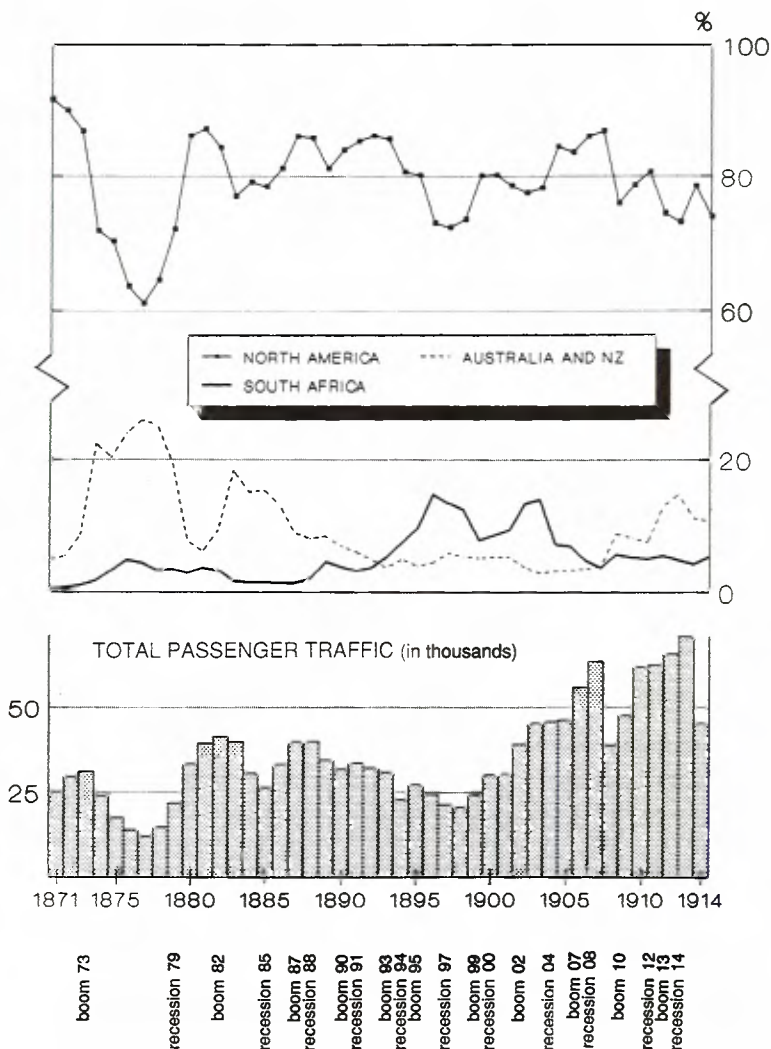 %
100
80
60
NORTH AMERICA AUSTRALIA AND NZ
SOUTH AFRICA
20
0
TOTAL PASSENGER TRAFFIC (in thousands)
50
25
1871 1875 1880 1885 1890 1895 1900 1905 1910 1914
boom 73
recession 79
boom 82
recession 85
boom 87
recession 88
boom 90
recession 91
boom 93
recession 94
boom 95
recession 97
boom 99
recession 00
boom 02
recession 04
boom 07
recession 08
boom 10
recession 12
boom 13
recession 14